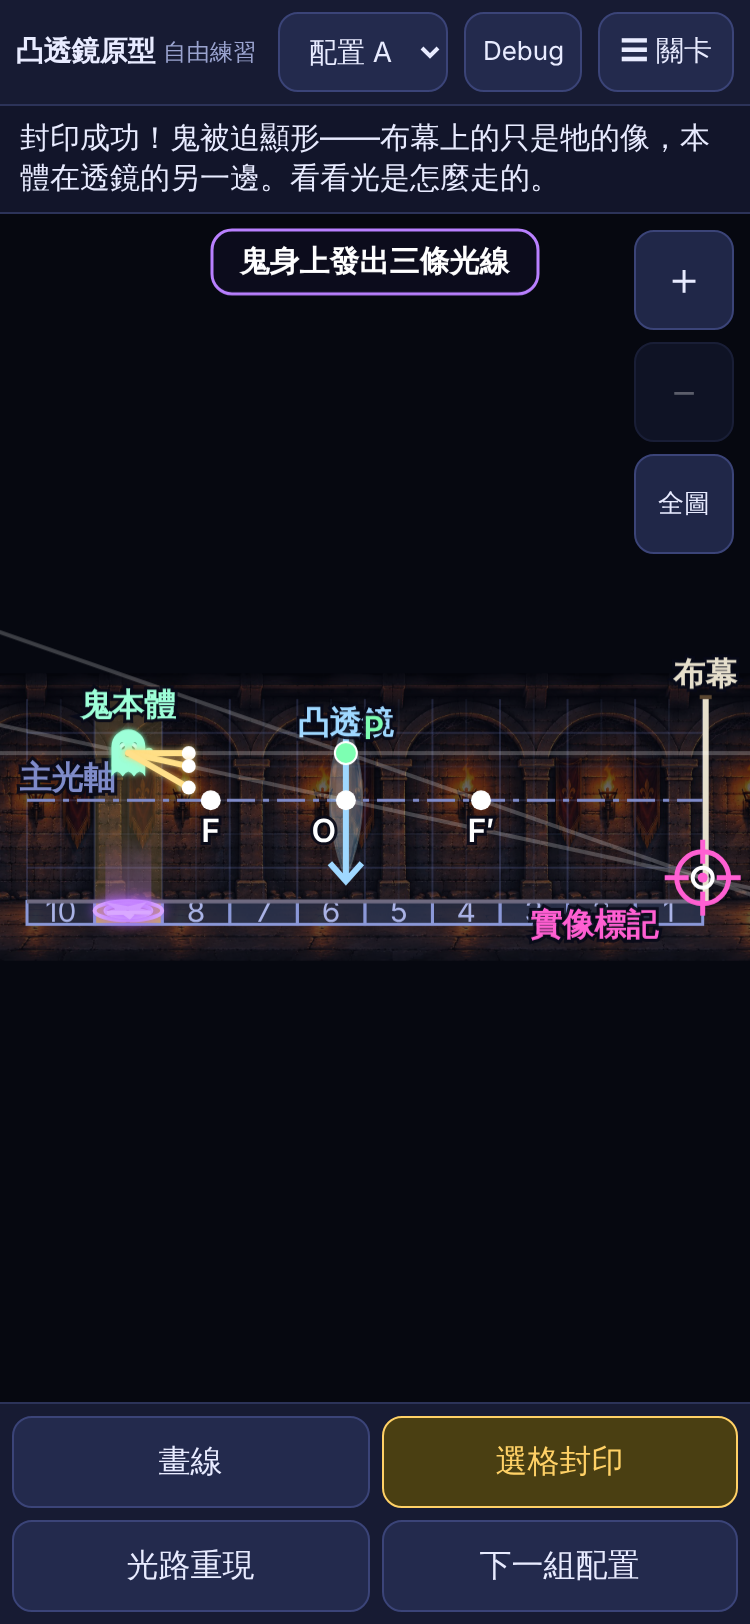 凸透鏡原型 自由練習 配置 A Debug ☰ 關卡
封印成功！鬼被迫顯形——布幕上的只是牠的像，本
體在透鏡的另一邊。看看光是怎麼走的。
鬼身上發出三條光線
+
−
全圖
布幕
鬼本體
凸透鏡
P
主光軸
F O F′
10 8 7 6 5 4 3 1
實像標記
畫線 選格封印
光路重現 下一組配置